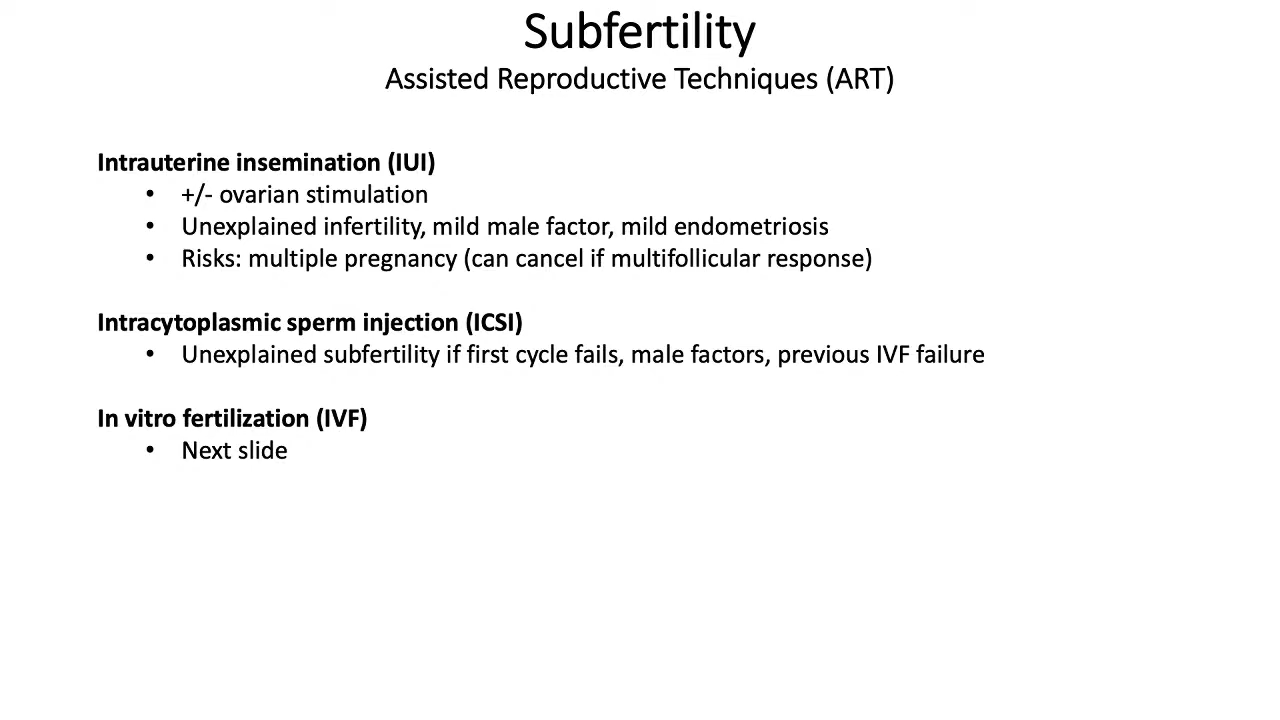 Subfertility
Assisted Reproductive Techniques (ART)
Intrauterine insemination (IUI)
• +/- ovarian stimulation
• Unexplained infertility, mild male factor, mild endometriosis
• Risks: multiple pregnancy (can cancel if multifollicular response)
Intracytoplasmic sperm injection (ICSI)
• Unexplained subfertility if first cycle fails, male factors, previous IVF failure
In vitro fertilization (IVF)
• Next slide